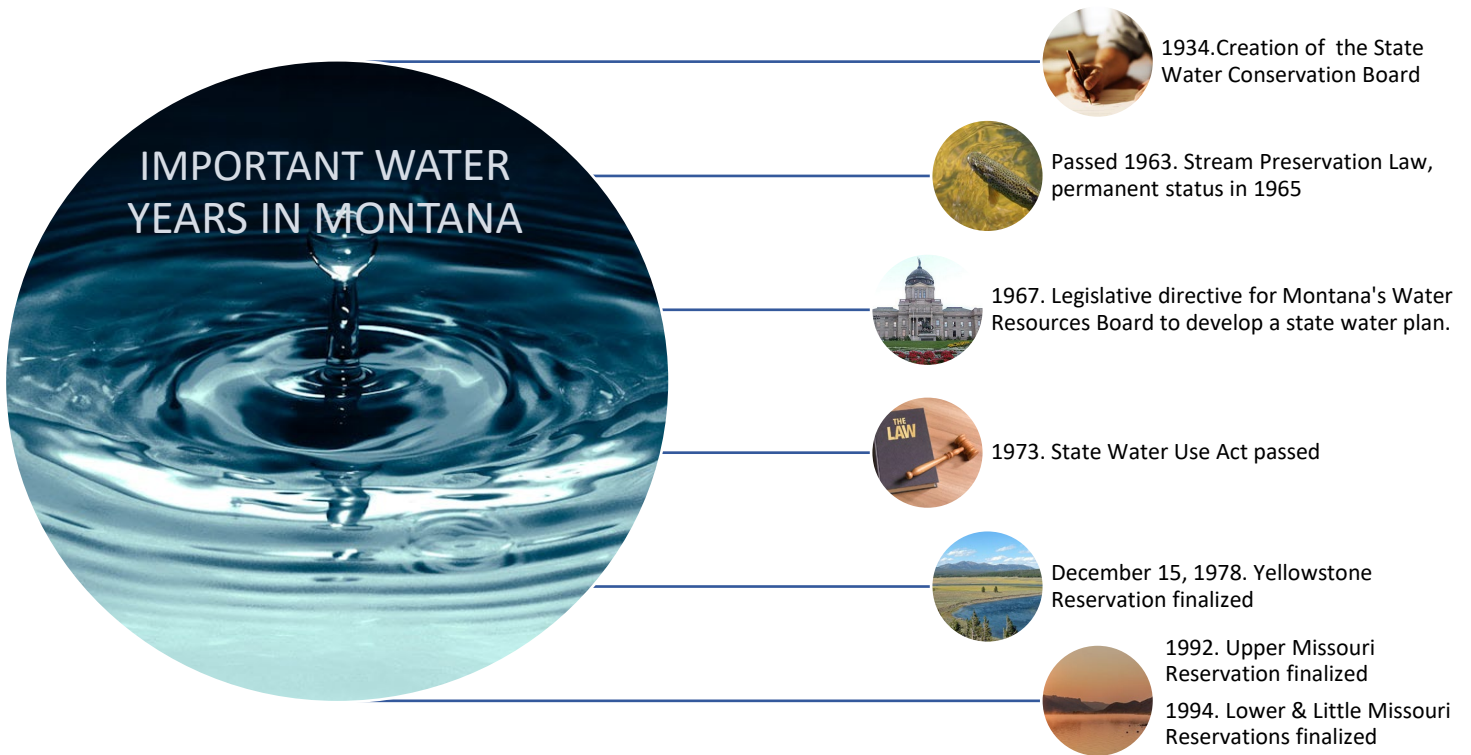 IMPORTANT WATER
YEARS IN MONTANA
1934.Creation of  the State
Water Conservation Board
Passed 1963. Stream Preservation Law,
permanent status in 1965
1967. Legislative directive for Montana's Water
Resources Board to develop a state water plan.
THE
LAW
1973. State Water Use Act passed
December 15, 1978. Yellowstone
Reservation finalized
1992. Upper Missouri
Reservation finalized
1994. Lower & Little Missouri
Reservations finalized